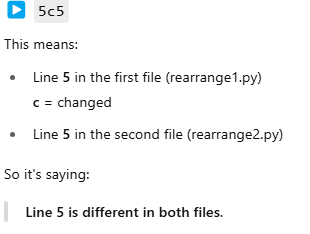 5c5
This means:
• Line 5 in the first file (rearrange1.py)
c = changed
• Line 5 in the second file (rearrange2.py)
So it's saying:
Line 5 is different in both files.